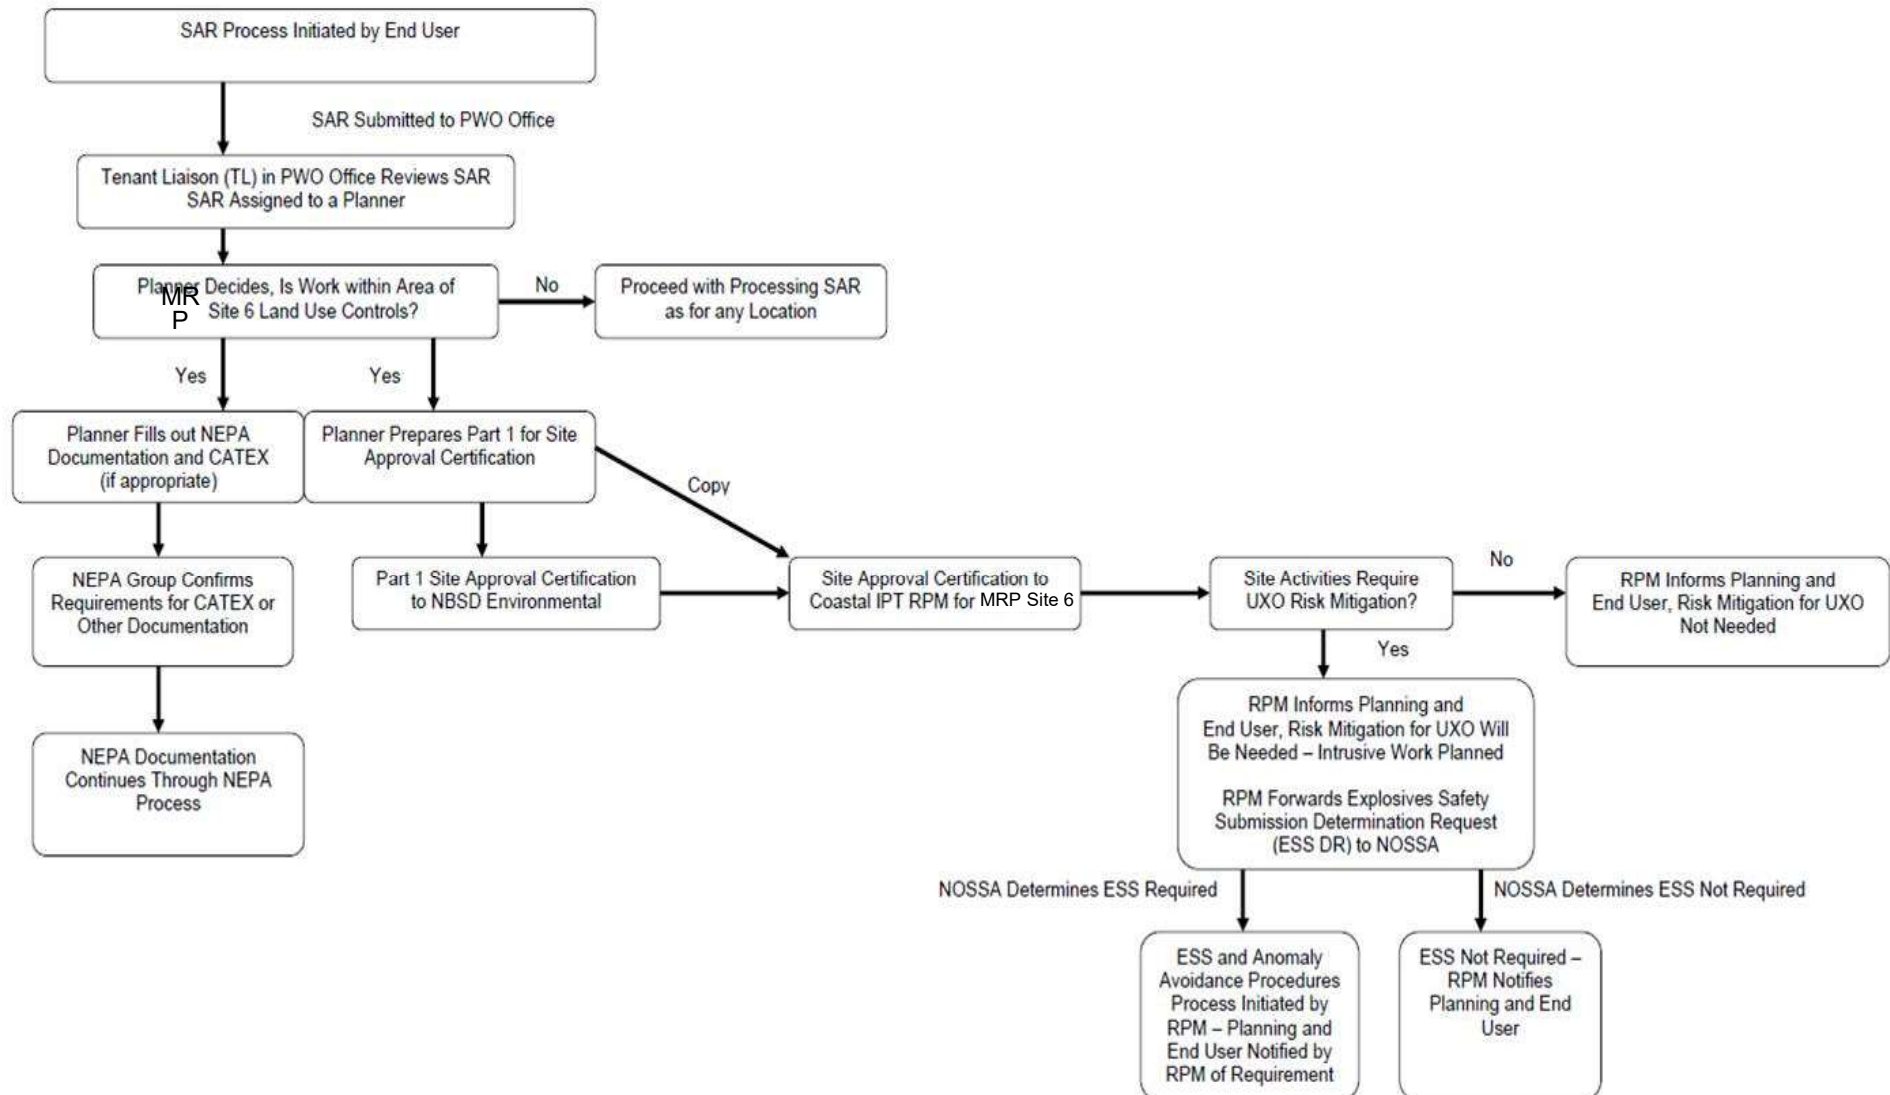 SAR Process Initiated by End User
SAR Submitted to PWO Office
Tenant Liaison (TL) in PWO Office Reviews SAR
SAR Assigned to a Planner
Planner Decides, Is Work within Area of
MR
P
Site 6 Land Use Controls?
No
Proceed with Processing SAR
as for any Location
Yes
Yes
Planner Fills out NEPA
Documentation and CATEX
(if appropriate)
Planner Prepares Part 1 for Site
Approval Certification
Copy
NEPA Group Confirms
Requirements for CATEX or
Other Documentation
Part 1 Site Approval Certification
to NBSD Environmental
Site Approval Certification to
Coastal IPT RPM for MRP Site 6
Site Activities Require
UXO Risk Mitigation?
No
RPM Informs Planning and
End User, Risk Mitigation for UXO
Not Needed
Yes
NEPA Documentation
Continues Through NEPA
Process
RPM Informs Planning and
End User, Risk Mitigation for UXO Will
Be Needed – Intrusive Work Planned
RPM Forwards Explosives Safety
Submission Determination Request
(ESS DR) to NOSSA
NOSSA Determines ESS Required
NOSSA Determines ESS Not Required
ESS and Anomaly
Avoidance Procedures
Process Initiated by
RPM – Planning and
End User Notified by
RPM of Requirement
ESS Not Required –
RPM Notifies
Planning and End
User